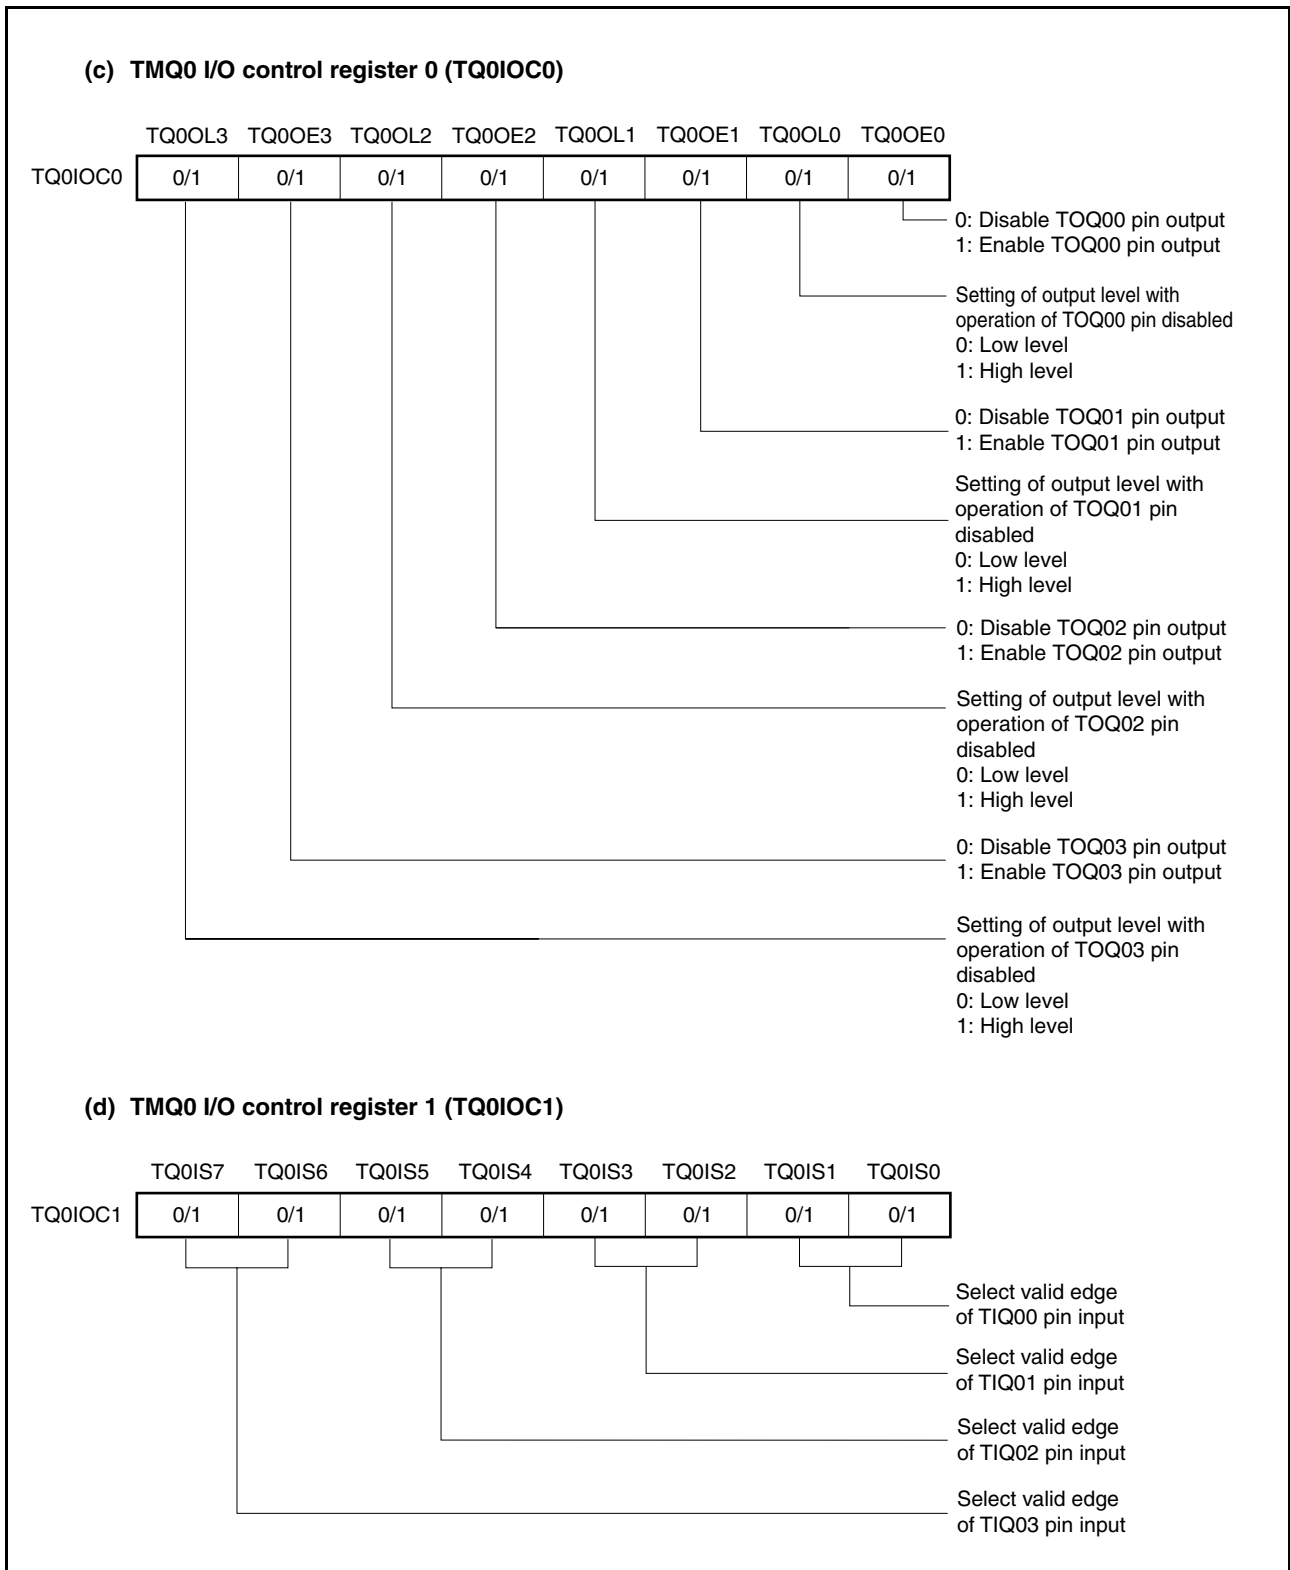 (c) TMQ0 I/O control register 0 (TQ0IOC0)
TQ0OL3 TQ0OE3 TQ0OL2 TQ0OE2 TQ0OL1 TQ0OE1 TQ0OL0 TQ0OE0
TQ0IOC0 0/1 0/1 0/1 0/1 0/1 0/1 0/1 0/1
0: Disable TOQ00 pin output
1: Enable TOQ00 pin output
Setting of output level with
operation of TOQ00 pin disabled
0: Low level
1: High level
0: Disable TOQ01 pin output
1: Enable TOQ01 pin output
Setting of output level with
operation of TOQ01 pin
disabled
0: Low level
1: High level
0: Disable TOQ02 pin output
1: Enable TOQ02 pin output
Setting of output level with
operation of TOQ02 pin
disabled
0: Low level
1: High level
0: Disable TOQ03 pin output
1: Enable TOQ03 pin output
Setting of output level with
operation of TOQ03 pin
disabled
0: Low level
1: High level
(d) TMQ0 I/O control register 1 (TQ0IOC1)
TQ0IS7 TQ0IS6 TQ0IS5 TQ0IS4 TQ0IS3 TQ0IS2 TQ0IS1 TQ0IS0
TQ0IOC1 0/1 0/1 0/1 0/1 0/1 0/1 0/1 0/1
Select valid edge
of TIQ00 pin input
Select valid edge
of TIQ01 pin input
Select valid edge
of TIQ02 pin input
Select valid edge
of TIQ03 pin input